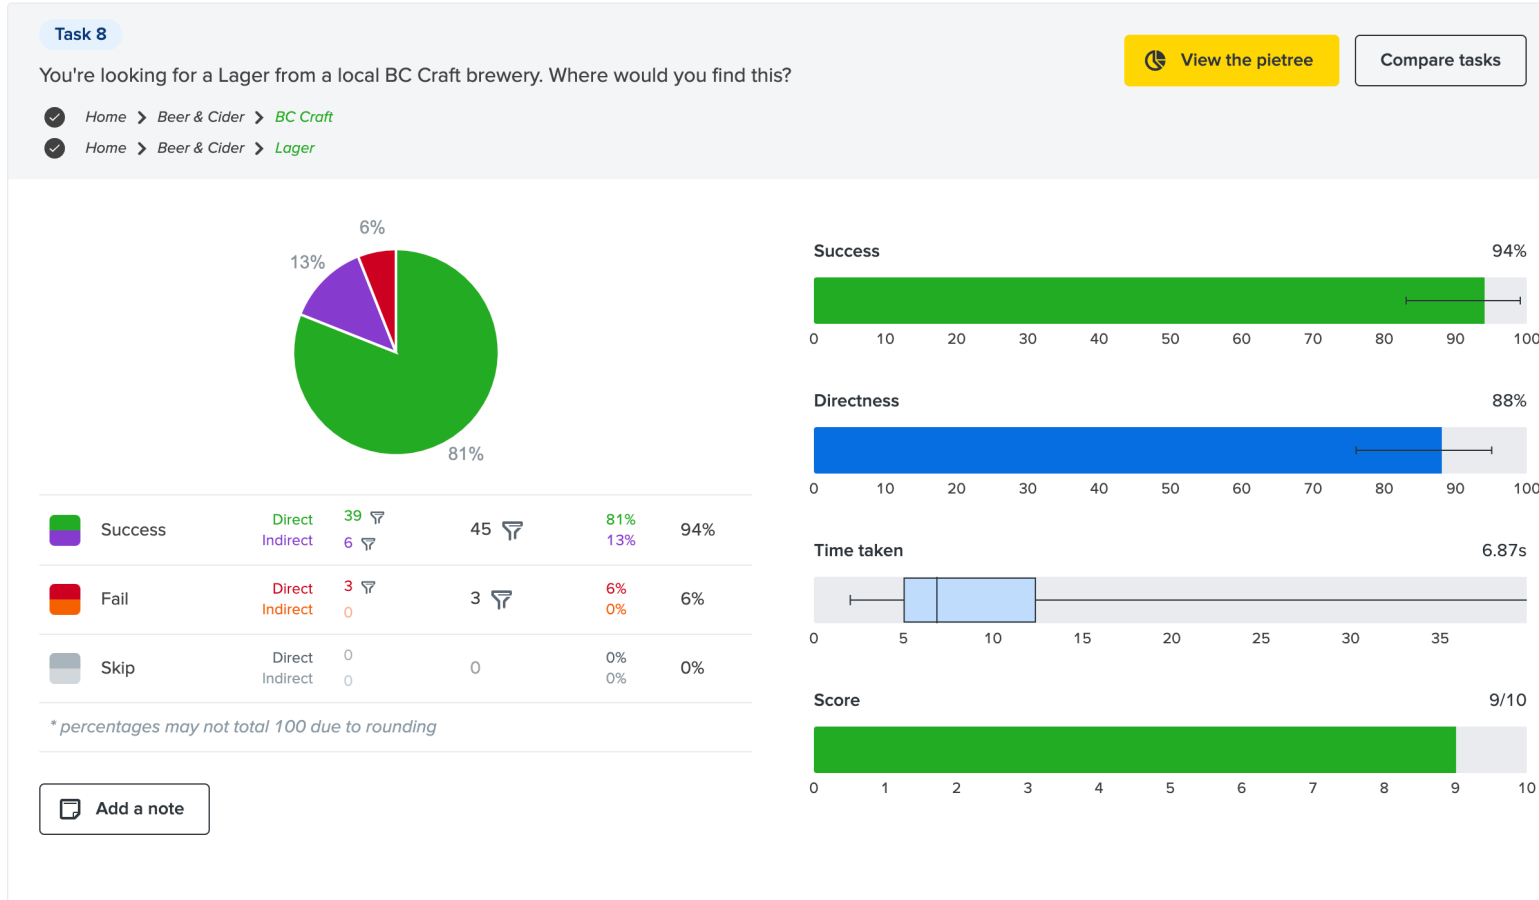 Task 8
You're looking for a Lager from a local BC Craft brewery. Where would you find this?
View the pietree
Compare tasks
Home > Beer & Cider > BC Craft
Home > Beer & Cider > Lager
6%
13%
81%
Success Direct 39 45 81% 94%
Indirect 6 13%
Fail Direct 3 3 6% 6%
Indirect 0 0%
Skip Direct 0 0 0% 0%
Indirect 0 0%
* percentages may not total 100 due to rounding
Add a note
Success 94%
0 10 20 30 40 50 60 70 80 90 100
Directness 88%
0 10 20 30 40 50 60 70 80 90 100
Time taken 6.87s
0 5 10 15 20 25 30 35
Score 9/10
0 1 2 3 4 5 6 7 8 9 10